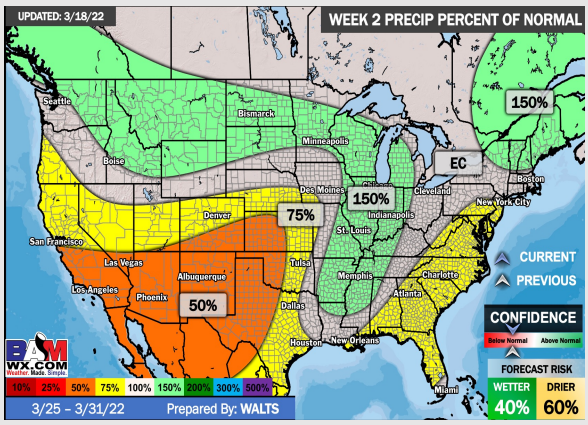 UPDATED: 3/18/22
WEEK 2 PRECIP PERCENT OF NORMAL
Seattle
Bismarck
150%
Minneapolis
Boise
EC
Boston
Des Moines
Cleveland
150%
New York City
Denver
75%
Indianapolis
St. Louis
San Francisco
Las Vegas
Tulsa
CURRENT
Albuquerque
Memphis
Charlotte
PREVIOUS
Los Angeles
Phoenix
50%
Dallas
Atlanta
CONFIDENCE
Below Normal
Above Normal
Houston
New Orleans
BAM
WX.COM
Weather. Made. Simple.
FORECAST RISK
Miami
10% 25% 50% 75% 100% 150% 200% 300% 500%
WETTER
DRIER
40%
60%
3/25 – 3/31/22
Prepared By: WALTS